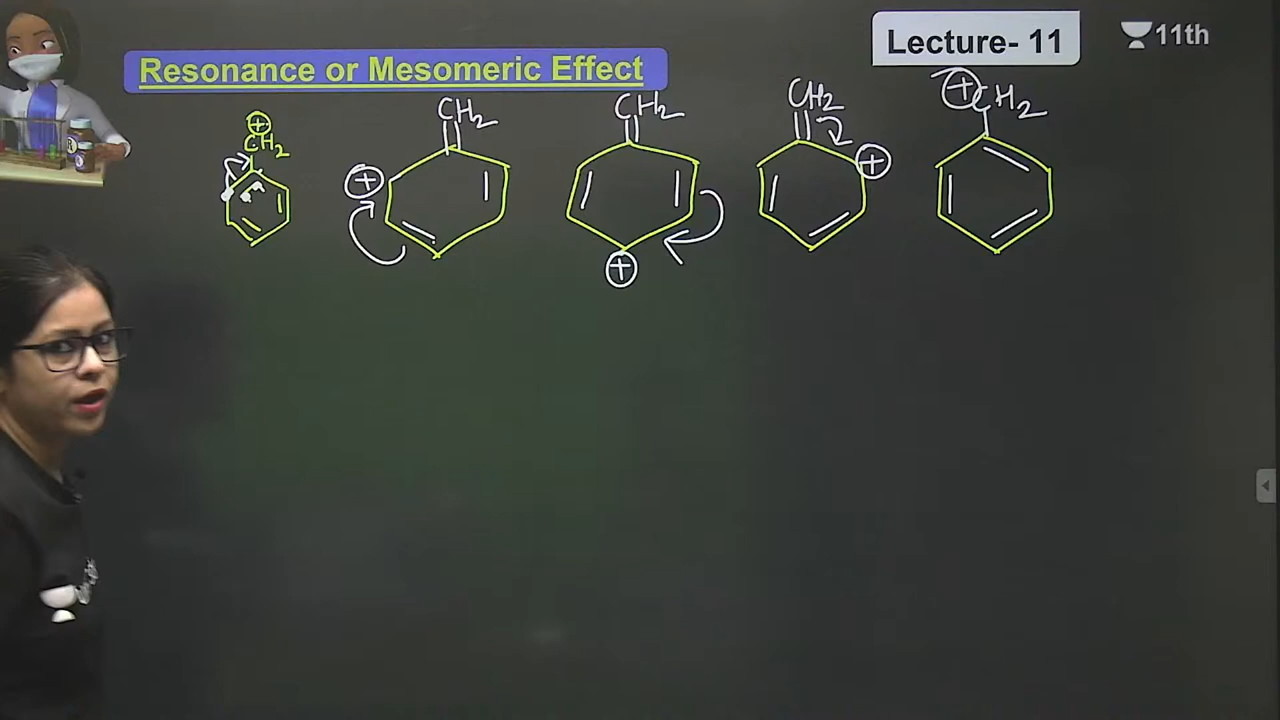 Lecture- 11
11th
Resonance or Mesomeric Effect
⊕
CH₂
CH₂
⊕
CH₂
⊕
CH₂
⊕
⊕CH₂